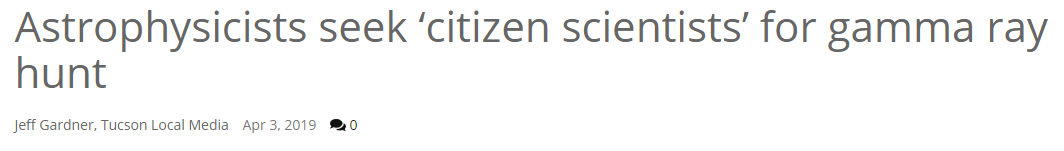 Astrophysicists seek ‘citizen scientists’ for gamma ray
hunt
Jeff Gardner, Tucson Local Media Apr 3, 2019 0